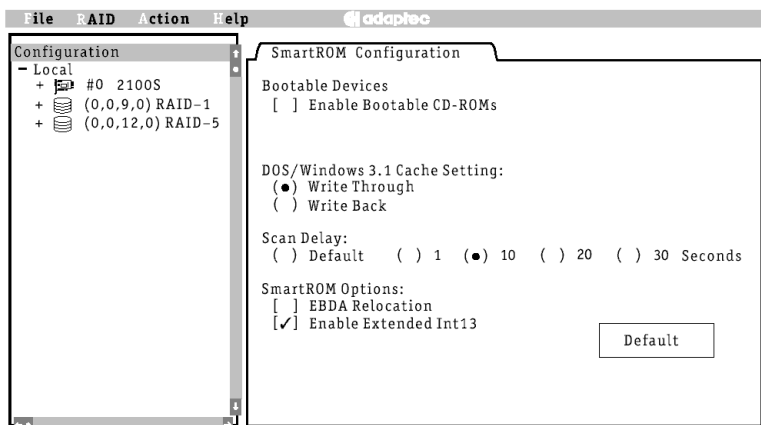 File RAID Action Help adaptec
Configuration
− Local
+ #0 2100S
+ (0,0,9,0) RAID−1
+ (0,0,12,0) RAID−5
SmartROM Configuration
Bootable Devices
[ ] Enable Bootable CD-ROMs
DOS/Windows 3.1 Cache Setting:
(●) Write Through
( ) Write Back
Scan Delay:
( ) Default ( ) 1 (●) 10 ( ) 20 ( ) 30 Seconds
SmartROM Options:
[ ] EBDA Relocation
[✓] Enable Extended Int13
Default